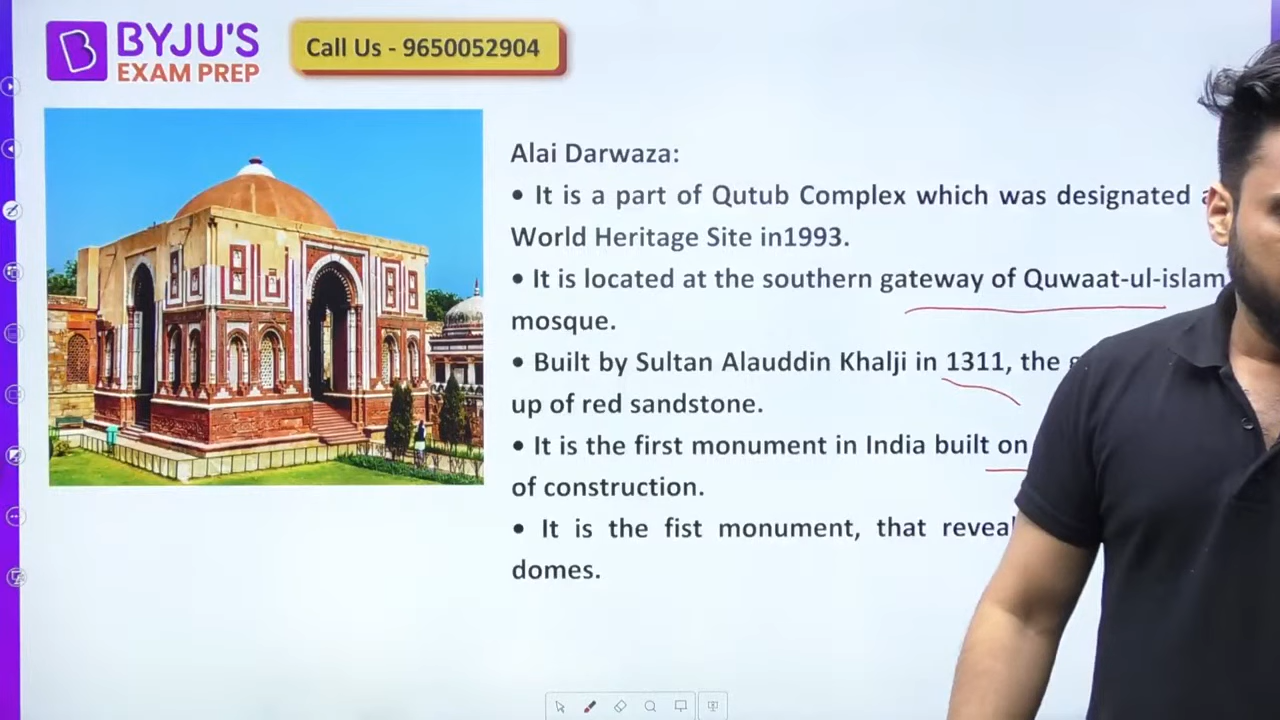 BYJU'S
EXAM PREP
Call Us - 9650052904
Alai Darwaza:
• It is a part of Qutub Complex which was designated
World Heritage Site in1993.
• It is located at the southern gateway of Quwaat-ul-islam
mosque.
• Built by Sultan Alauddin Khalji in 1311, the
up of red sandstone.
• It is the first monument in India built on
of construction.
• It is the fist monument, that
domes.